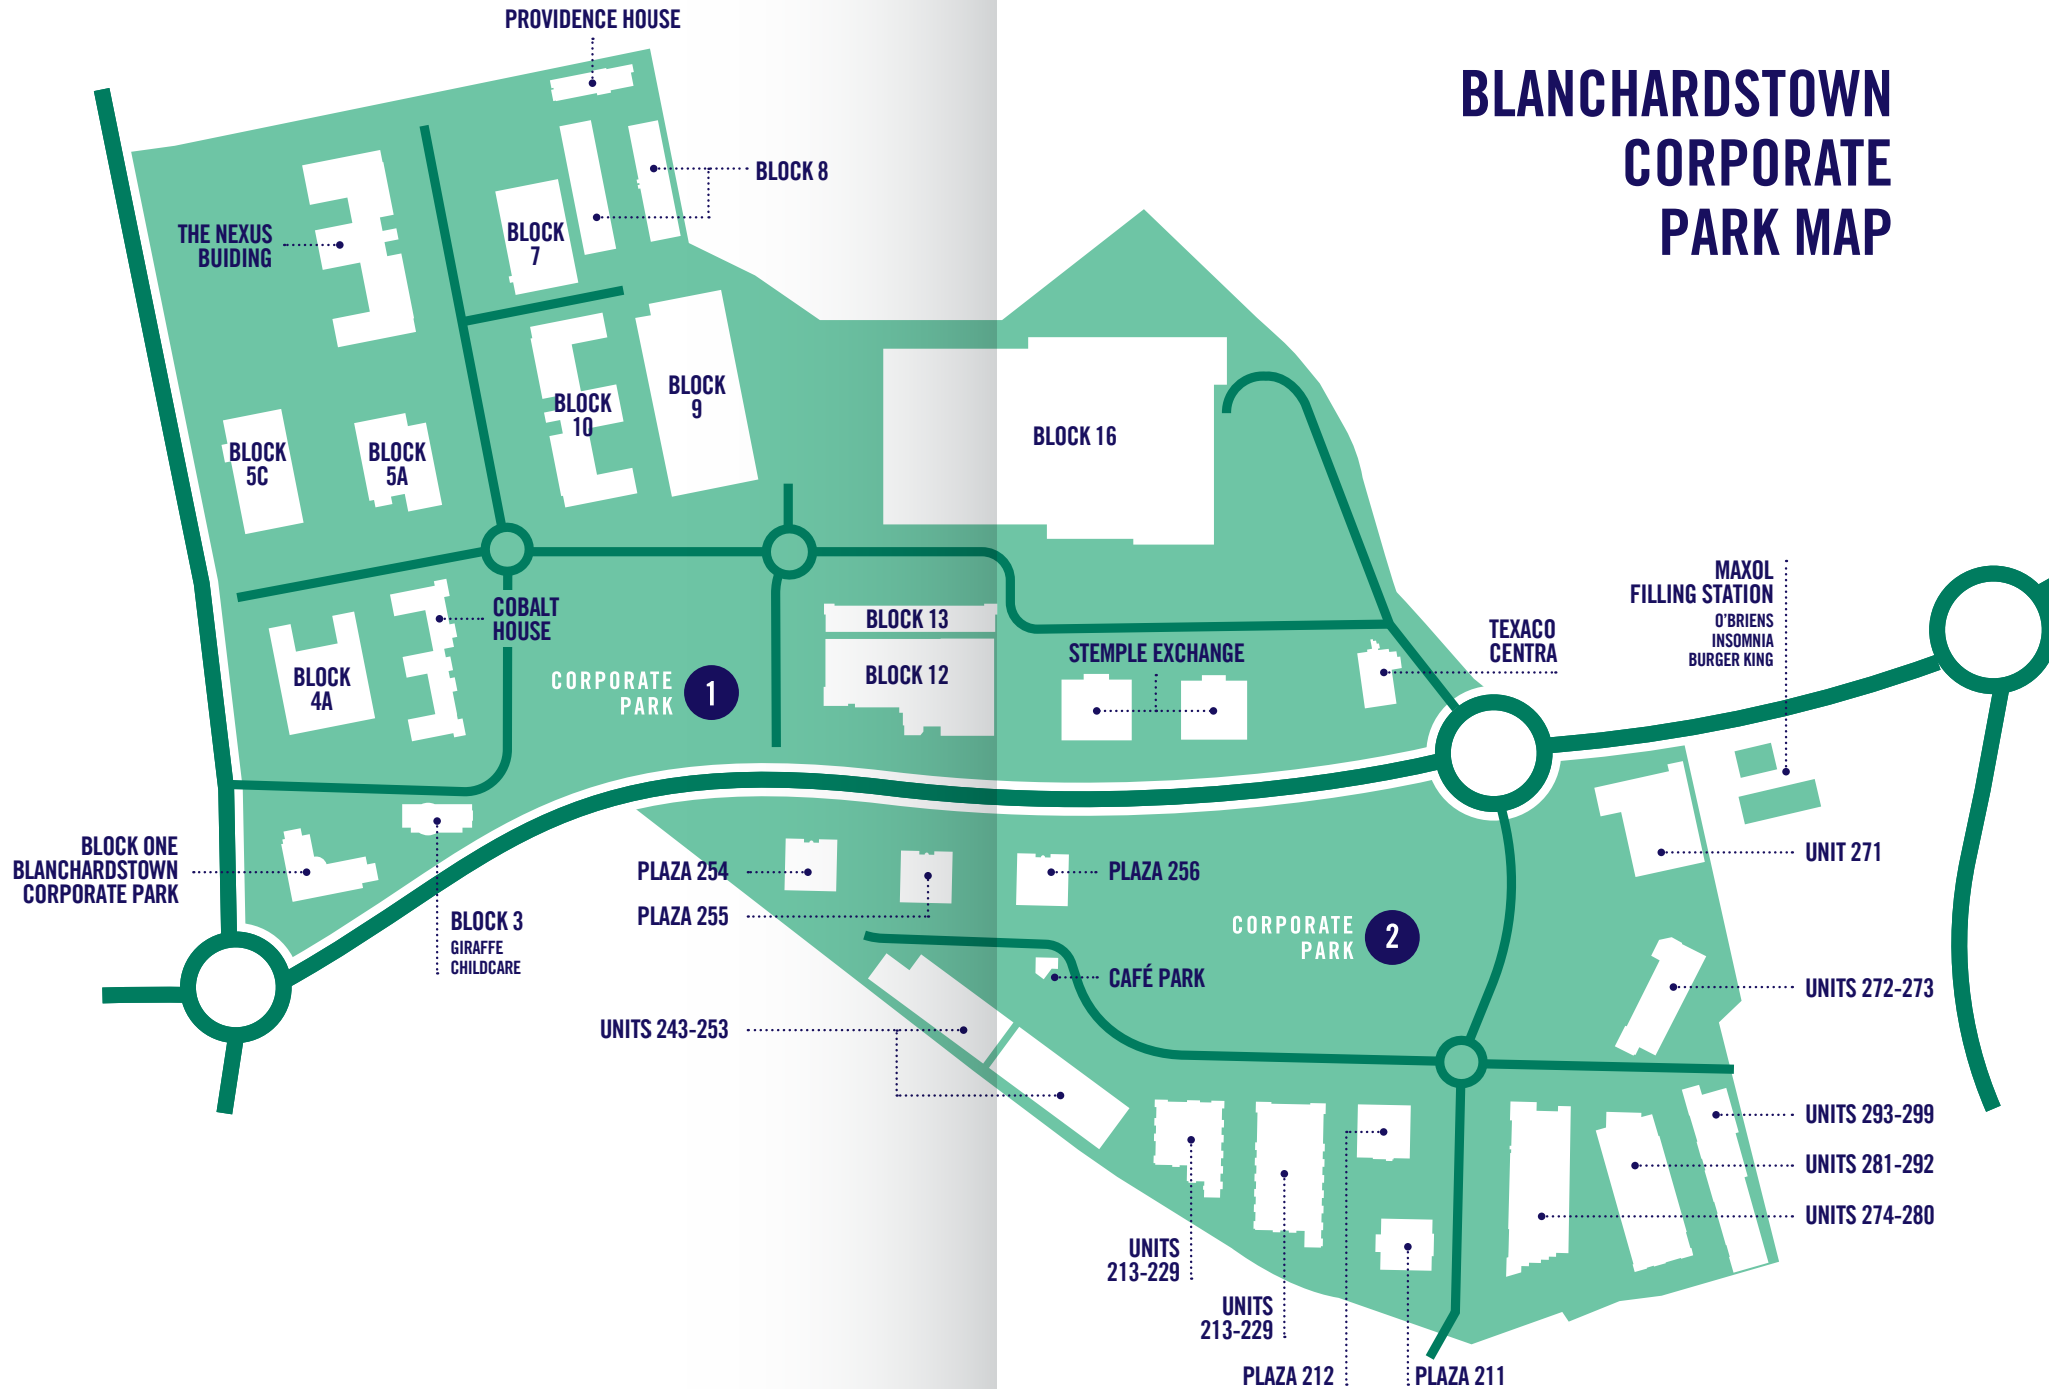 PROVIDENCE HOUSE
BLANCHARDSTOWN
CORPORATE
PARK MAP
BLOCK 8
THE NEXUS
BUIDING
BLOCK
7
BLOCK
9
BLOCK
10
BLOCK 16
BLOCK
5C
BLOCK
5A
COBALT
HOUSE
BLOCK
4A
CORPORATE
PARK
1
BLOCK 13
BLOCK 12
STEMPLE EXCHANGE
TEXACO
CENTRA
MAXOL
FILLING STATION
O'BRIENS
INSOMNIA
BURGER KING
BLOCK ONE
BLANCHARDSTOWN
CORPORATE PARK
BLOCK 3
GIRAFFE
CHILDCARE
PLAZA 254
PLAZA 255
PLAZA 256
CORPORATE
PARK
2
CAFÉ PARK
UNITS 243-253
UNIT 271
UNITS 272-273
UNITS 293-299
UNITS 281-292
UNITS 274-280
UNITS
213-229
UNITS
213-229
PLAZA 212
PLAZA 211